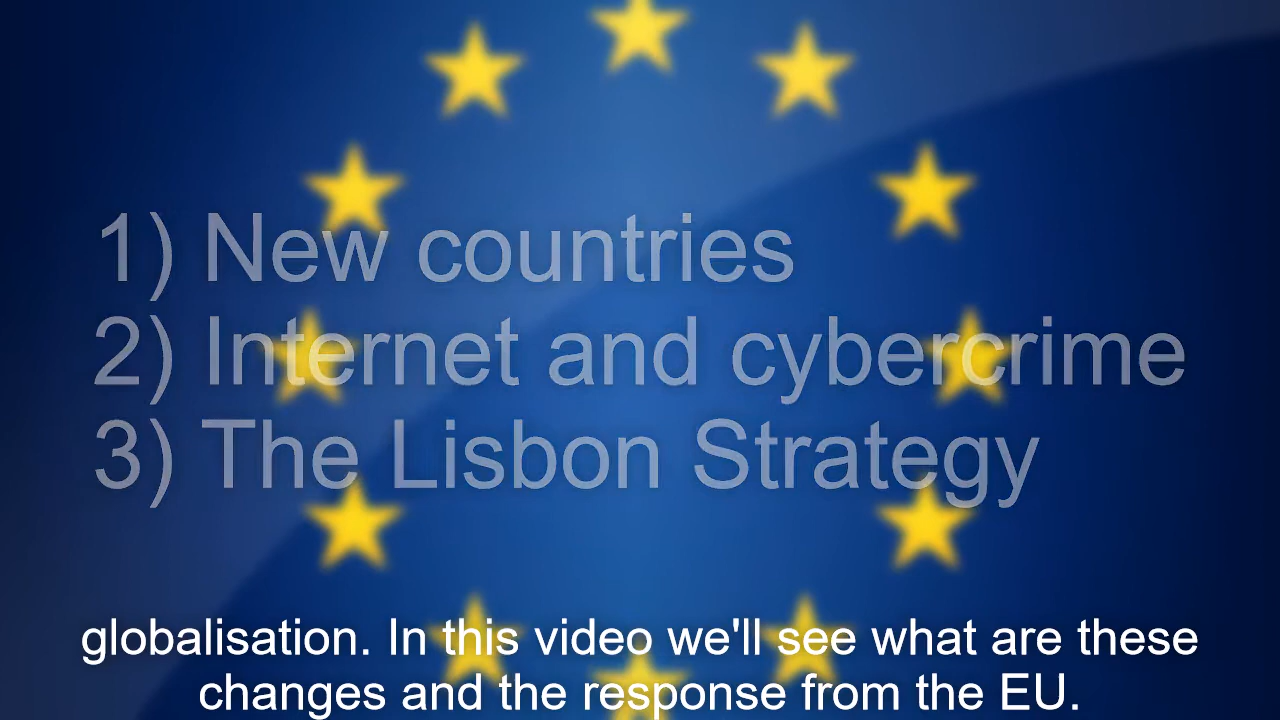 1) New countries
2) Internet and cybercrime
3) The Lisbon Strategy
globalisation. In this video we'll see what are these
changes and the response from the EU.